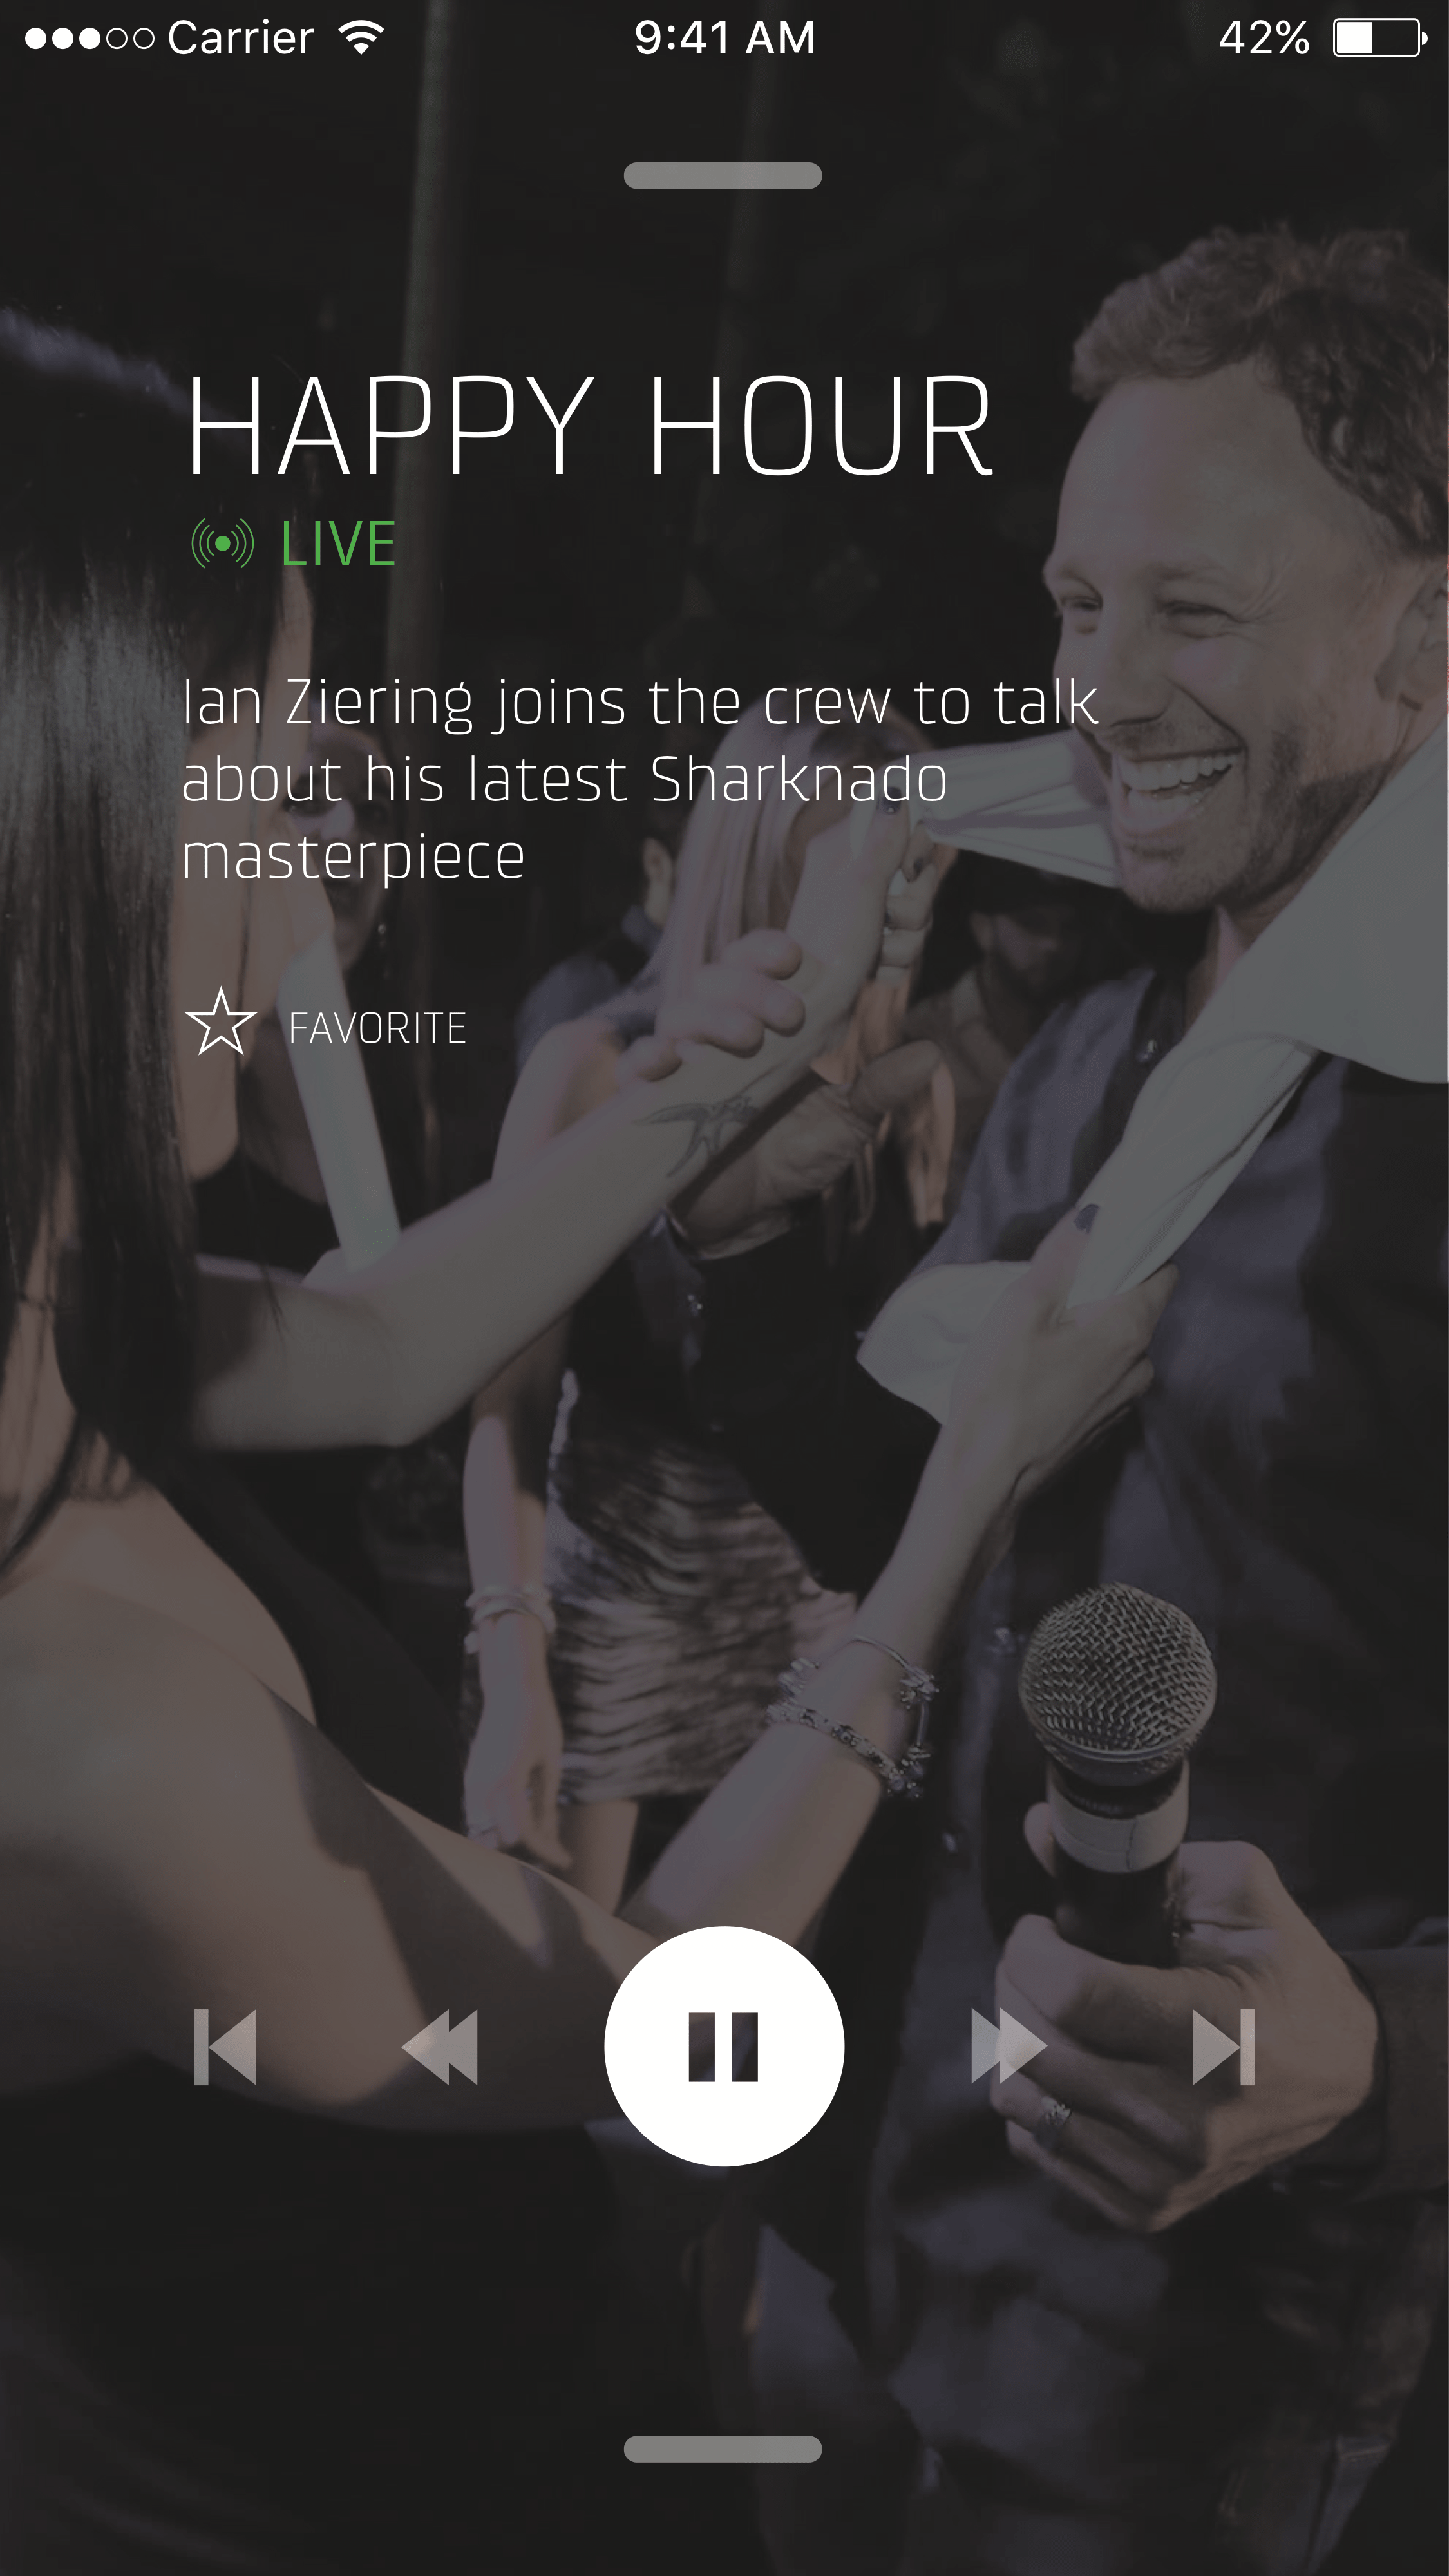 Carrier 9:41 AM 42%
HAPPY HOUR
LIVE
Ian Ziering joins the crew to talk
about his latest Sharknado
masterpiece
FAVORITE